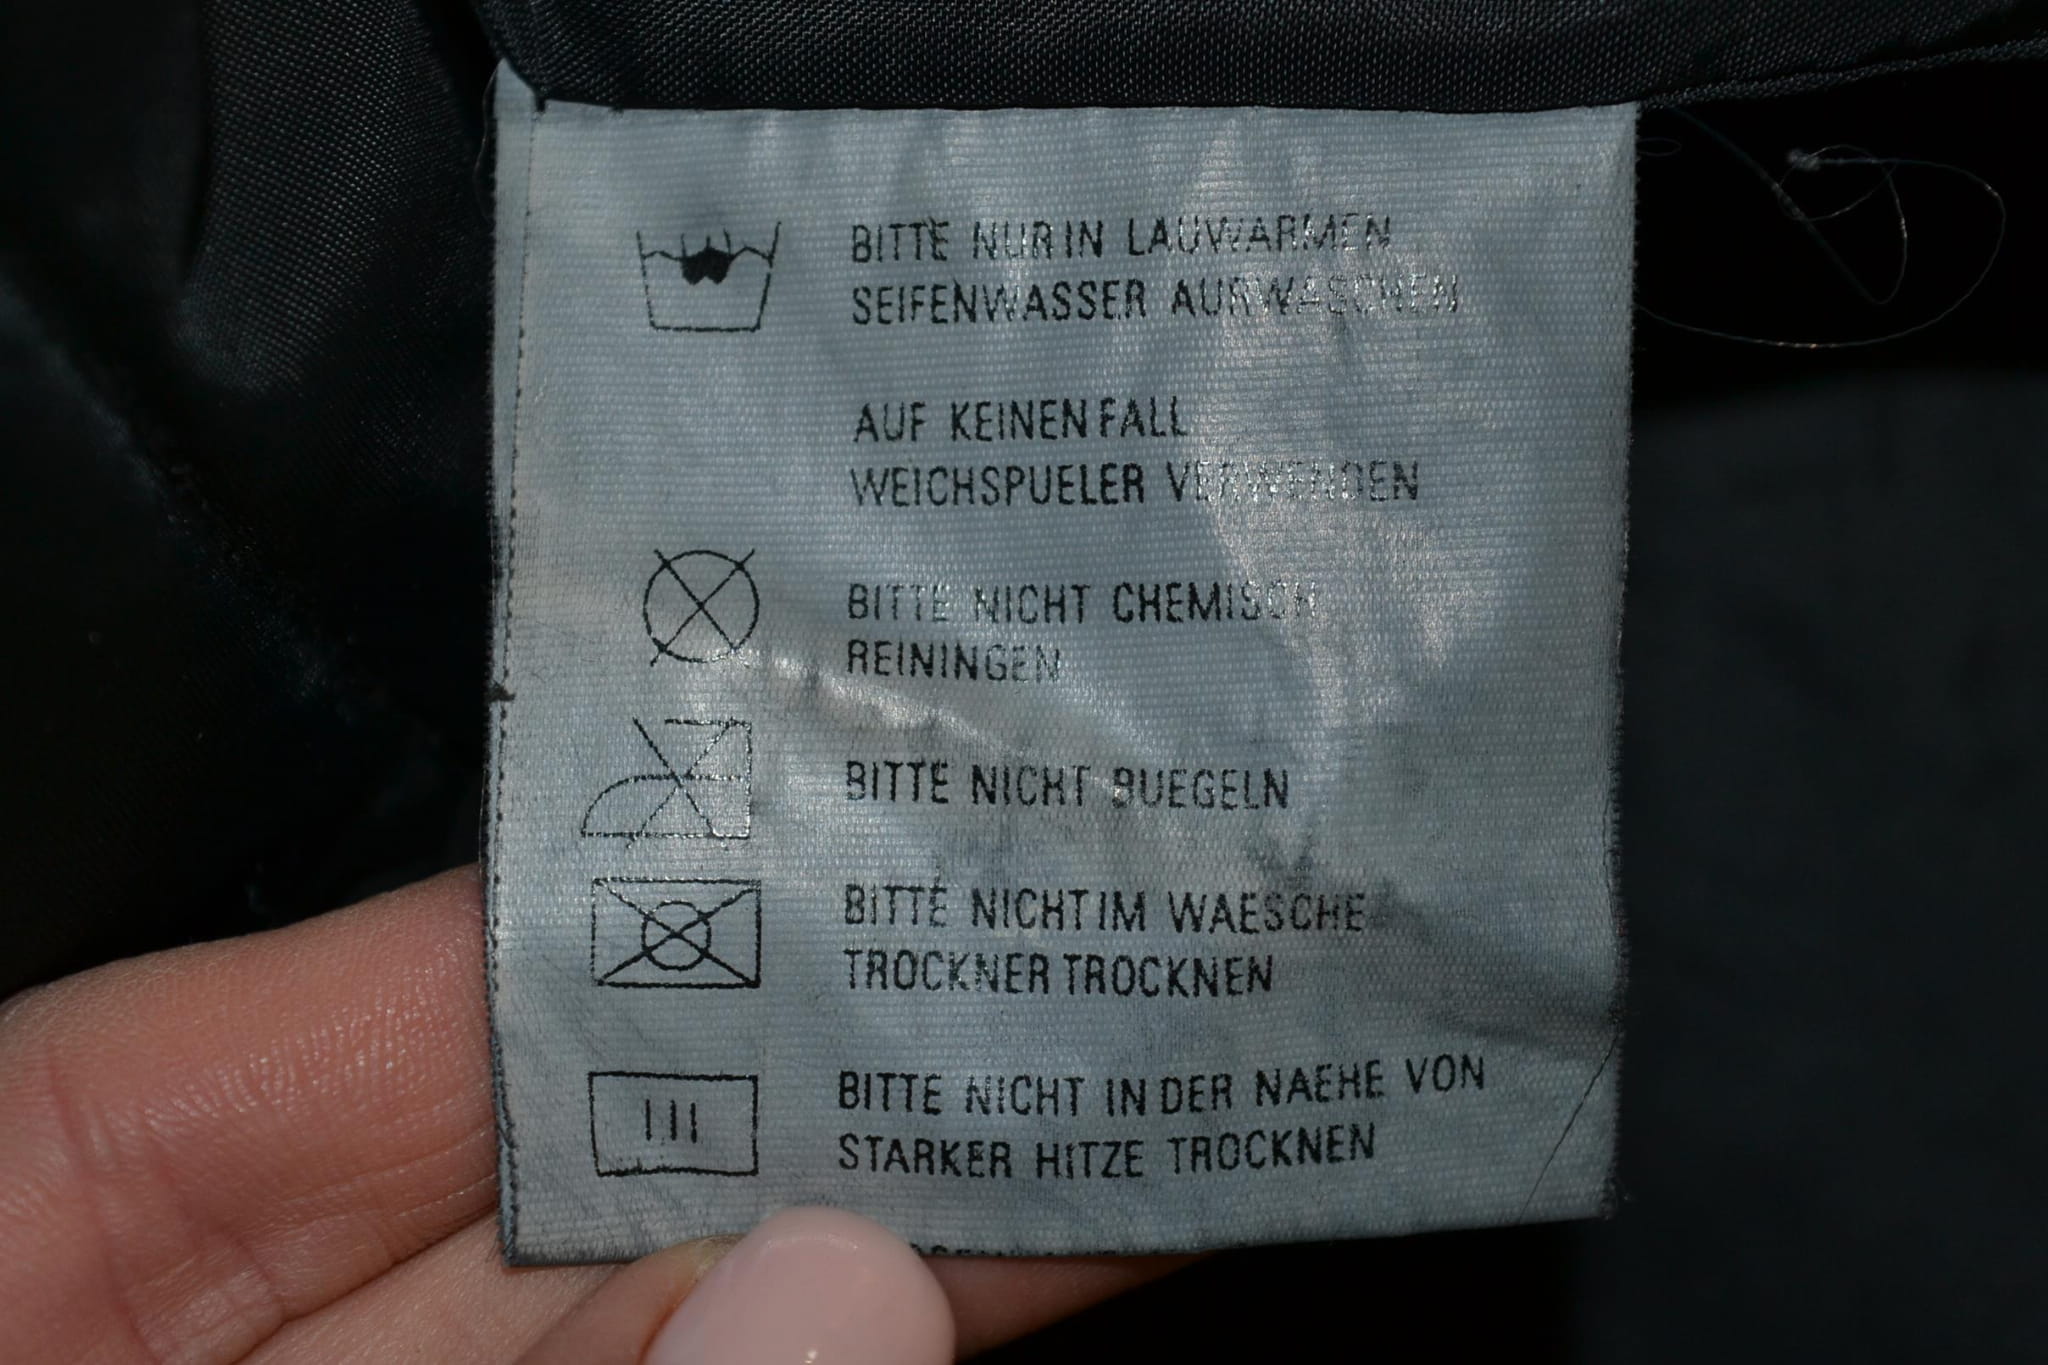 BITTE NUR IN LAUWARMEN
SEIFENWASSER AURWASCHEN
AUF KEINEN FALL
WEICHSPUELER VERWENDEN
BITTE NICHT CHEMISCH
REININGEN
BITTE NICHT BUEGELN
BITTE NICHT IM WAESCHE
TROCKNER TROCKNEN
BITTE NICHT IN DER NAEHE VON
STARKER HITZE TROCKNEN